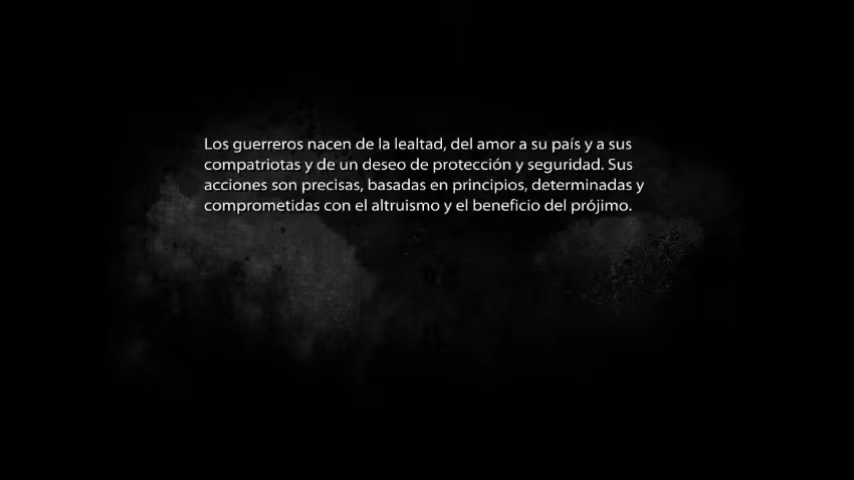 Los guerreros nacen de la lealtad, del amor a su país y a sus
compatriotas y de un deseo de protección y seguridad. Sus
acciones son precisas, basadas en principios, determinadas y
comprometidas con el altruismo y el beneficio del prójimo.